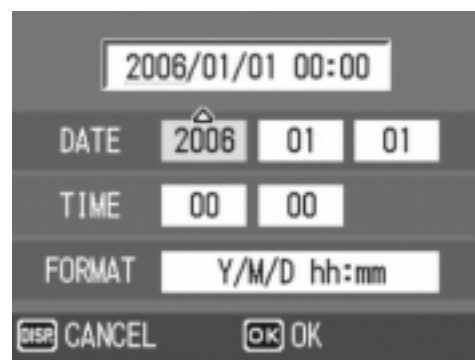 2006/01/01 00:00
DATE 2006 01 01
TIME 00 00
FORMAT Y/M/D hh:mm
DISP. CANCEL OK OK